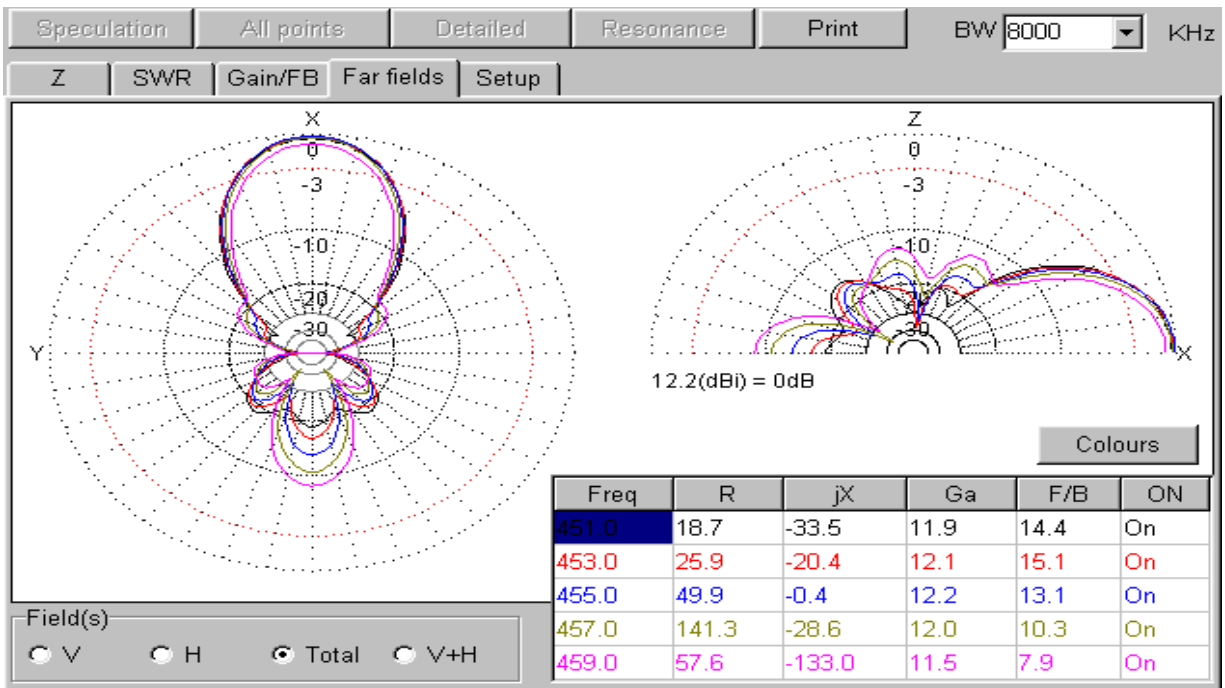 Speculation All points Detailed Resonance Print BW 8000 KHz
Z SWR Gain/FB Far fields Setup
X
0
-3
-10
-20
-30
Y
Z
0
-3
-10
-30
X
12.2(dBi) = 0dB
Colours
Freq R jX Ga F/B ON
451.0 18.7 -33.5 11.9 14.4 On
453.0 25.9 -20.4 12.1 15.1 On
455.0 49.9 -0.4 12.2 13.1 On
457.0 141.3 -28.6 12.0 10.3 On
459.0 57.6 -133.0 11.5 7.9 On
Field(s)
V H Total V+H